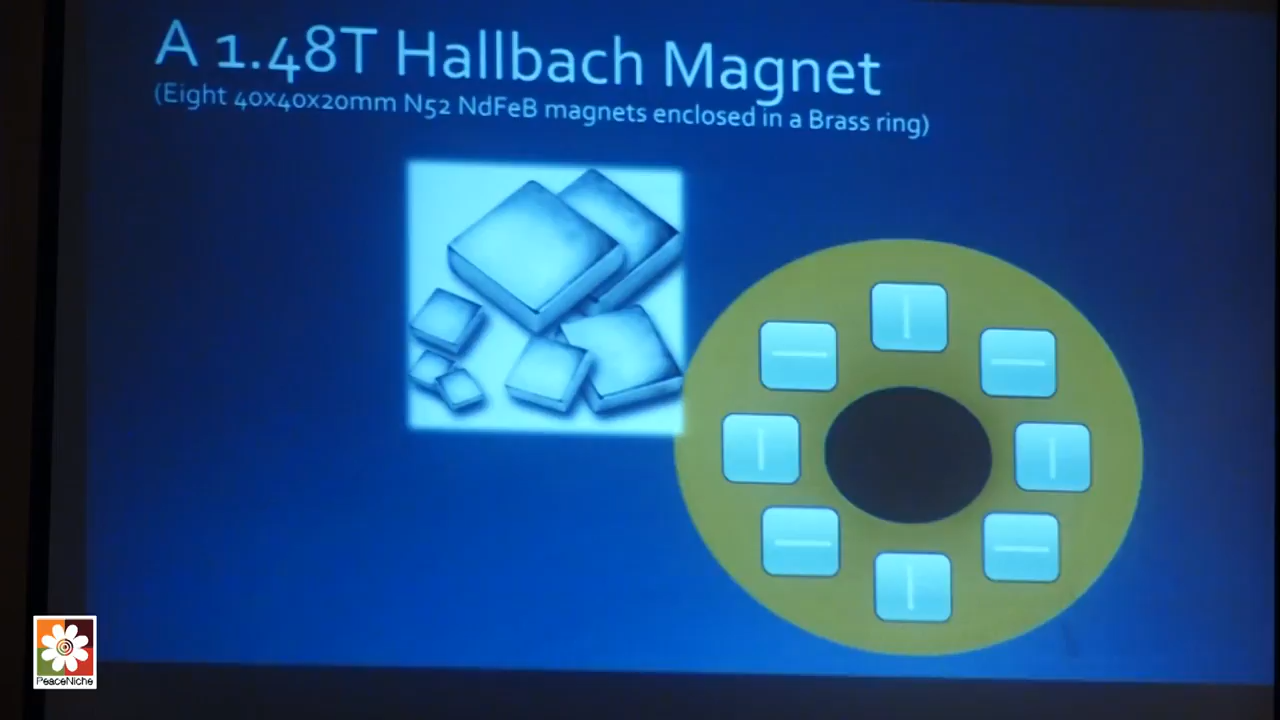 A 1.48T Hallbach Magnet
(Eight 40x40x20mm N52 NdFeB magnets enclosed in a Brass ring)
PeaceNiche